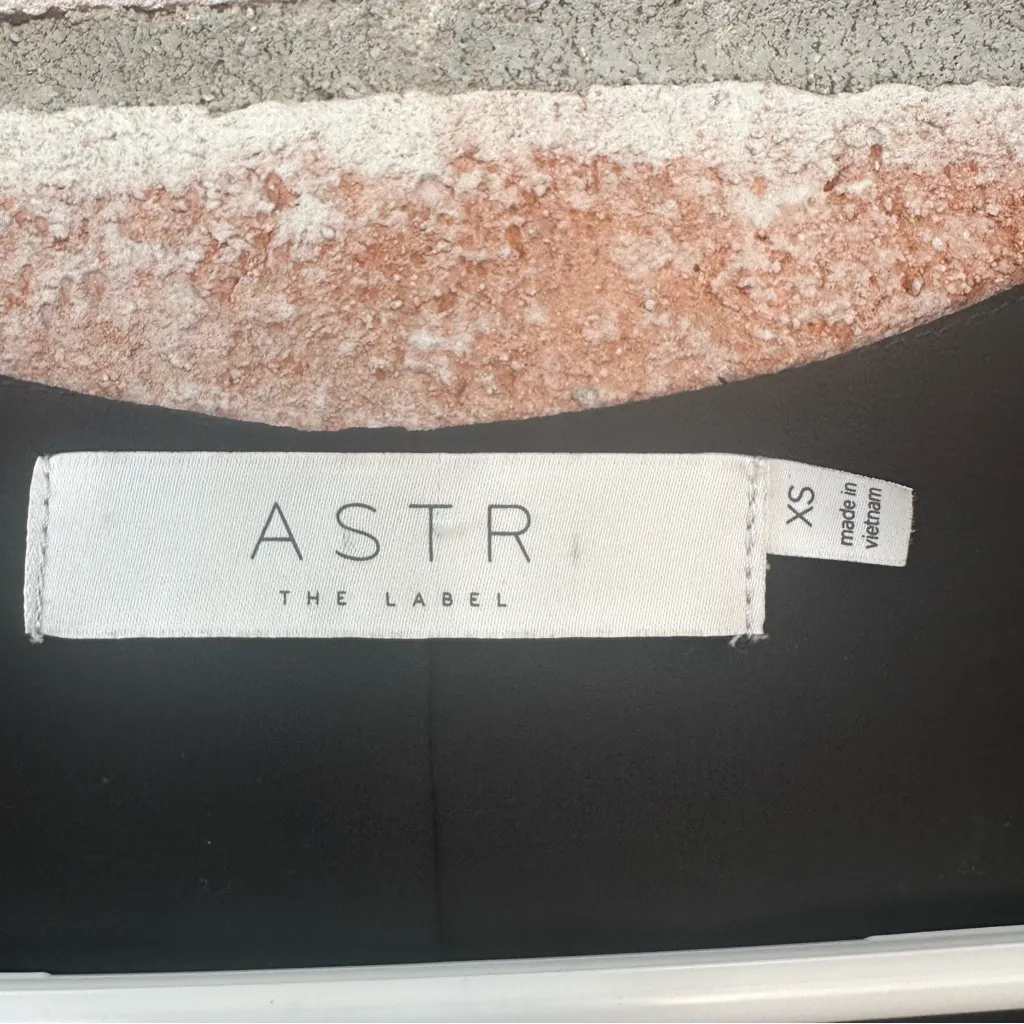 ASTR
THE LABEL
XS
made in
vietnam